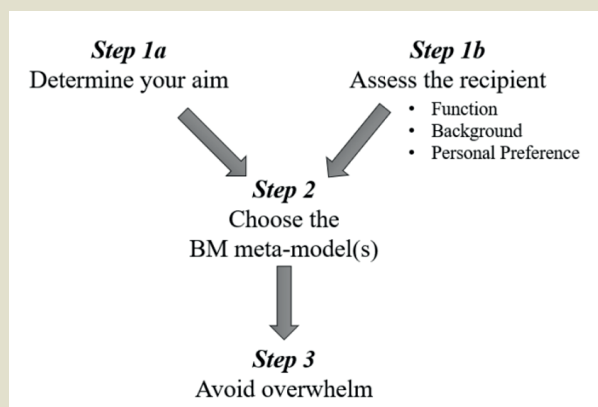 Step 1a
Determine your aim
Step 1b
Assess the recipient
• Function
• Background
• Personal Preference
Step 2
Choose the
BM meta-model(s)
Step 3
Avoid overwhelm